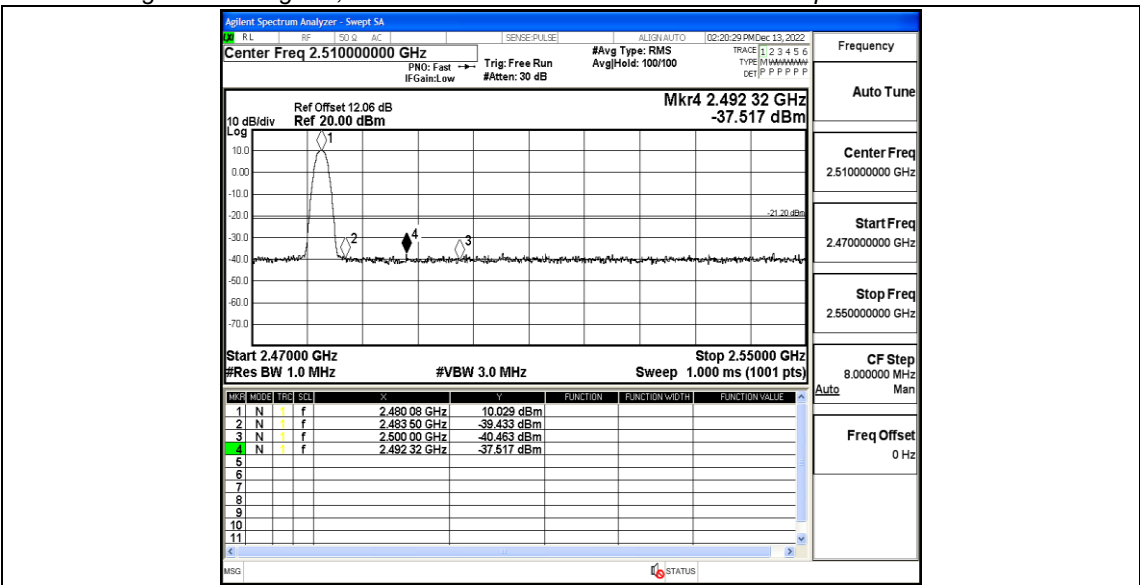 Agilent Spectrum Analyzer - Swept SA
RL RF 50 Ω AC SENSE:PULSE ALIGN AUTO 02:20:29 PM Dec 13, 2022
Center Freq 2.510000000 GHz #Avg Type: RMS TRACE 1 2 3 4 5 6
PNO: Fast Trig: Free Run Avg|Hold: 100/100 TYPE M
IFGain:Low #Atten: 30 dB DET P P P P P P
Frequency
Auto Tune
Mkr4 2.492 32 GHz
Ref Offset 12.06 dB
10 dB/div Ref 20.00 dBm -37.517 dBm
Log
1
10.0
0.00
-10.0
-20.0
-21.20 dBm
-30.0
2 4 3
-40.0
-50.0
-60.0
-70.0
Center Freq
2.510000000 GHz
Start Freq
2.470000000 GHz
Stop Freq
2.550000000 GHz
Start 2.47000 GHz Stop 2.55000 GHz
#Res BW 1.0 MHz #VBW 3.0 MHz Sweep 1.000 ms (1001 pts)
CF Step
8.000000 MHz
Auto Man
Freq Offset
0 Hz
MKR MODE TRC SCL X Y FUNCTION FUNCTION WIDTH FUNCTION VALUE
1 N 1 f 2.480 08 GHz 10.029 dBm
2 N 1 f 2.483 50 GHz -39.433 dBm
3 N 1 f 2.500 00 GHz -40.463 dBm
4 N 1 f 2.492 32 GHz -37.517 dBm
5
6
7
8
9
10
11
MSG STATUS